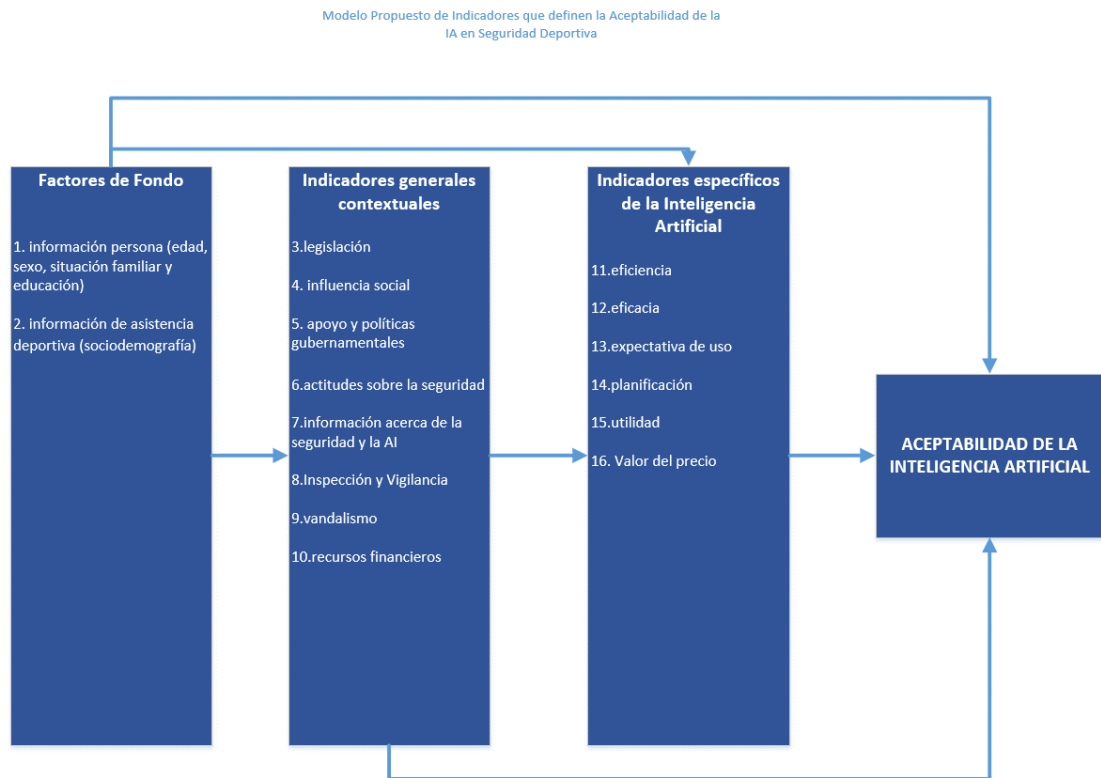 Modelo Propuesto de Indicadores que definen la Aceptabilidad de la
IA en Seguridad Deportiva
Factores de Fondo
1. información persona (edad,
sexo, situación familiar y
educación)
2. información de asistencia
deportiva (sociodemografía)
Indicadores generales
contextuales
3.legislación
4. influencia social
5. apoyo y políticas
gubernamentales
6.actitudes sobre la seguridad
7.información acerca de la
seguridad y la AI
8.Inspección y Vigilancia
9.vandalismo
10.recursos financieros
Indicadores específicos
de la Inteligencia
Artificial
11.eficiencia
12.eficacia
13.expectativa de uso
14.planificación
15.utilidad
16. Valor del precio
ACEPTABILIDAD DE LA
INTELIGENCIA ARTIFICIAL